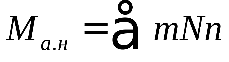 Mа.н = å mNn